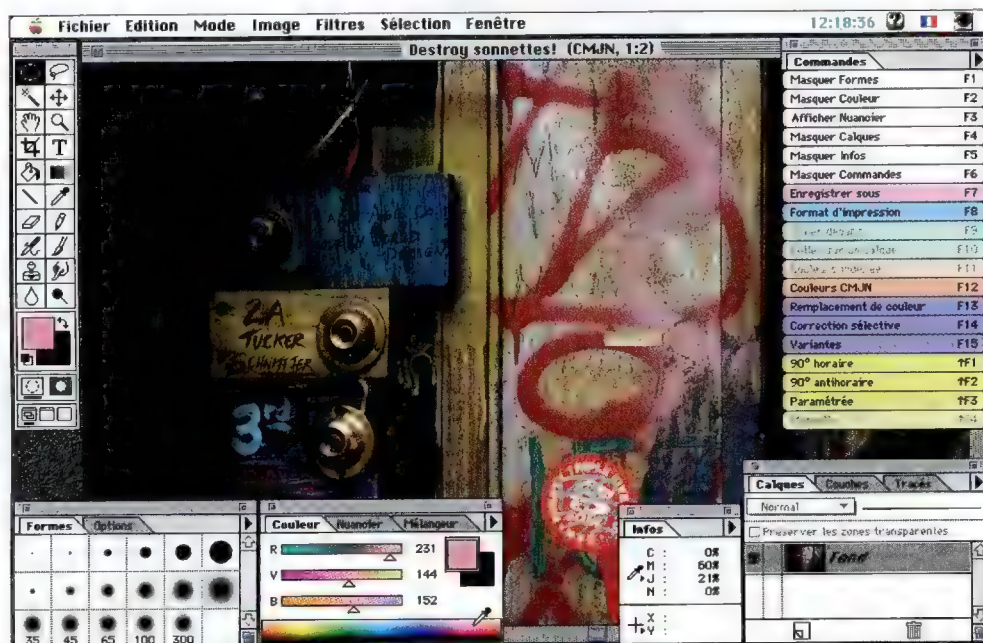 Fichier Edition Mode Image Filtres Sélection Fenêtre 12:18:36
Destroy sonnettes! (CMJN, 1:2)
Commandes
Masquer Formes F1
Masquer Couleur F2
Afficher Nuancier F3
Masquer Calques F4
Masquer Infos F5
Masquer Commandes F6
Enregistrer sous F7
Format d'impression F8
F9
F10
F11
Couleurs CMJN F12
Remplacement de couleur F13
Correction sélective F14
Variantes F15
90° horaire ↑F1
90° antihoraire ↑F2
Paramétrée ↑F3
T
2A
TUCKER
Formes Options
35 45 65 100 300
Couleur Nuancier Mélangeur
R 231
V 144
B 152
Infos
C : 0%
M : 60%
J : 21%
N : 0%
X :
Y :
Calques Couches Tracés
Normal
Préserver les zones transparentes
Fond